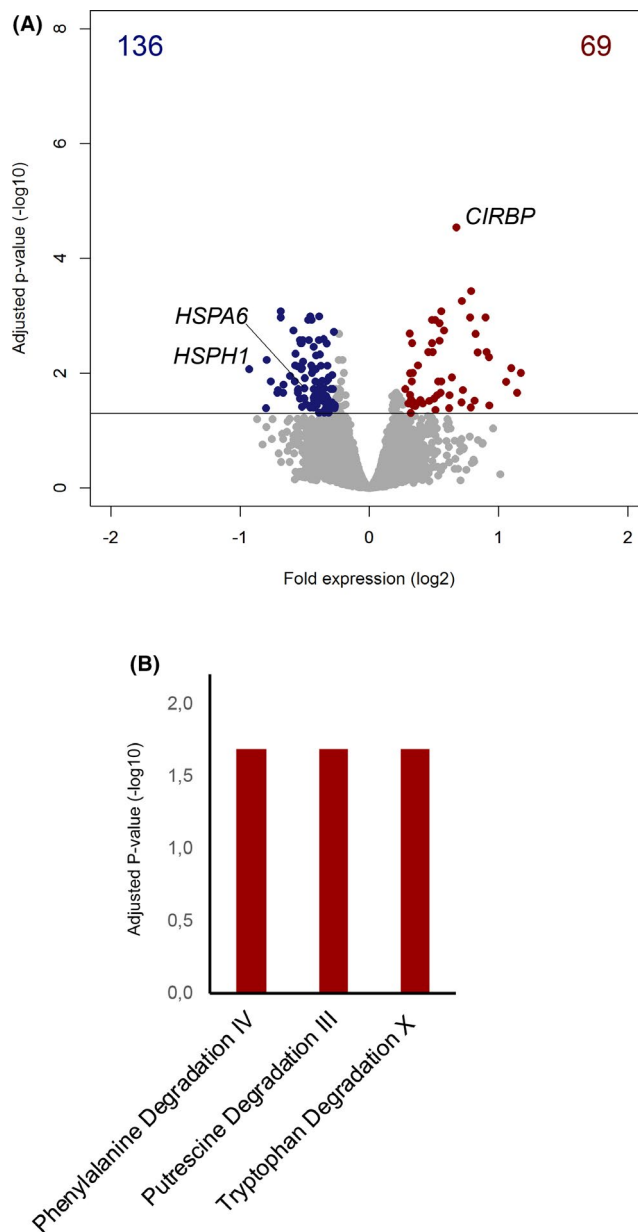 (A)
136
69
8
6
4
2
0
Adjusted p-value (-log10)
CIRBP
HSPA6
HSPH1
-2
-1
0
1
2
Fold expression (log2)
(B)
2,0
1,5
1,0
0,5
0,0
Adjusted P-value (-log10)
Phenylalanine Degradation IV
Putrescine Degradation III
Tryptophan Degradation X